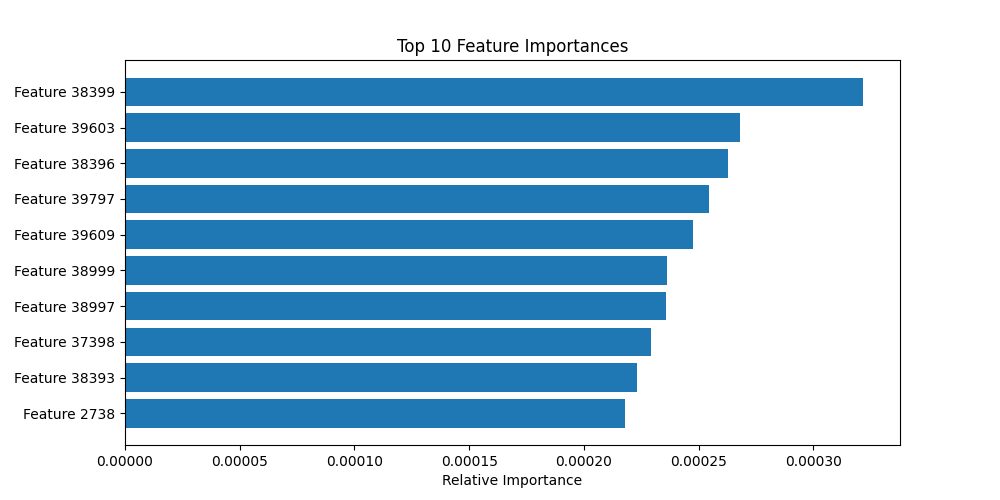 Top 10 Feature Importances
Feature 38399
Feature 39603
Feature 38396
Feature 39797
Feature 39609
Feature 38999
Feature 38997
Feature 37398
Feature 38393
Feature 2738
0.00000 0.00005 0.00010 0.00015 0.00020 0.00025 0.00030
Relative Importance